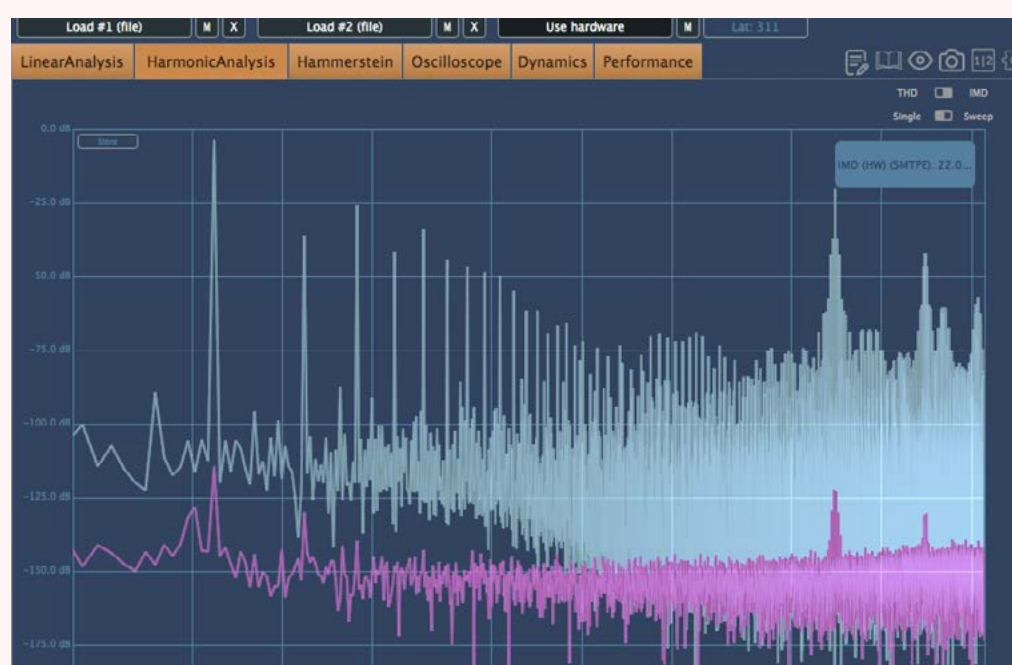 Load #1 (file) M X Load #2 (file) M X Use hardware M Lat: 311
LinearAnalysis HarmonicAnalysis Hammerstein Oscilloscope Dynamics Performance 1|2
THD IMD
Single Sweep
0.0 dB
Store
IMD (HW) (SMTPE): 22.0...
-25.0 dB
-50.0 dB
-75.0 dB
-100.0 dB
-125.0 dB
-150.0 dB
-175.0 dB